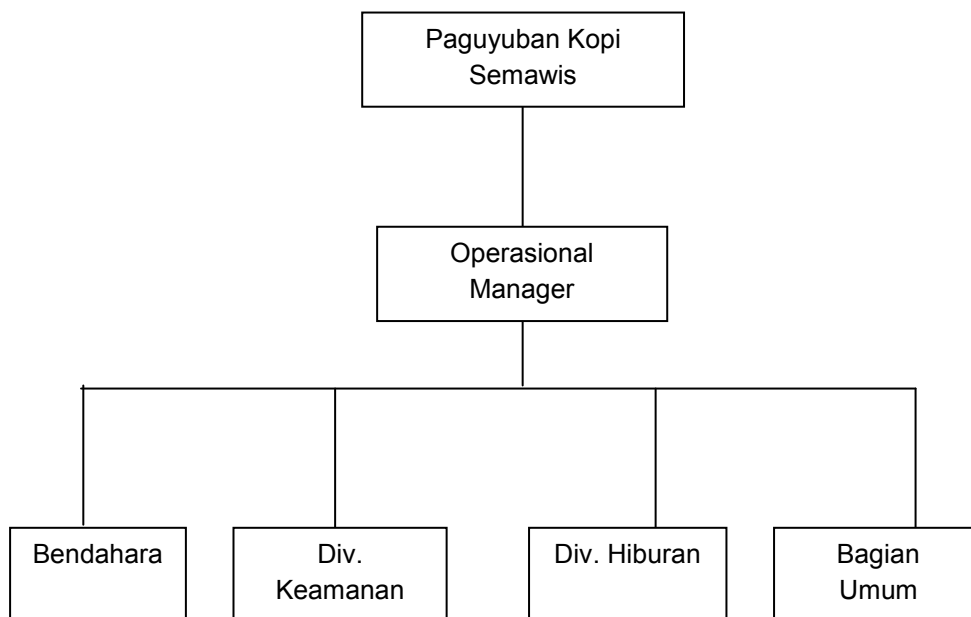 Paguyuban Kopi
Semawis
Operasional
Manager
Bendahara
Div.
Keamanan
Div. Hiburan
Bagian
Umum